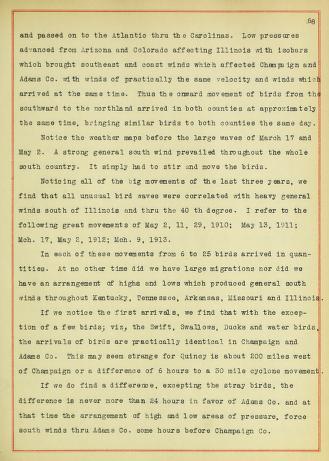 68
and passed on to the Atlantic thru the Carolinas. Low pressures
advanced from Arizona and Colorado affecting Illinois with isobars
which brought southeast and coast winds which affected Champaign and
Adams Co. with winds of practically the same velocity and winds which
arrived at the same time. Thus the onward movement of birds from the
southward to the northland arrived in both counties at approximately
the same time, bringing similar birds to both counties the same day.
Notice the weather maps before the large waves of March 17 and
May 2. A strong general south wind prevailed throughout the whole
south country. It simply had to stir and move the birds.
Noticing all of the big movements of the last three years, we
find that all unusual bird waves were correlated with heavy general
winds south of Illinois and thru the 40 th degree. I refer to the
following great movements of May 2, 11, 29, 1910; May 13, 1911;
Mch. 17, May 2, 1912; Mch. 9, 1913.
In each of these movements from 6 to 25 birds arrived in quan-
tities. At no other time did we have large migrations nor did we
have an arrangement of highs and lows which produced general south
winds throughout Kentucky, Tennessee, Arkansas, Missouri and Illinois.
If we notice the first arrivals, we find that with the excep-
tion of a few birds; viz, the Swift, Swallows, Ducks and water birds,
the arrivals of birds are practically identical in Champaign and
Adams Co. This may seem strange for Quincy is about 200 miles west
of Champaign or a difference of 6 hours to a 30 mile cyclone movement.
If we do find a difference, excepting the stray birds, the
difference is never more than 24 hours in favor of Adams Co. and at
that time the arrangement of high and low areas of pressure, force
south winds thru Adams Co. some hours before Champaign Co.